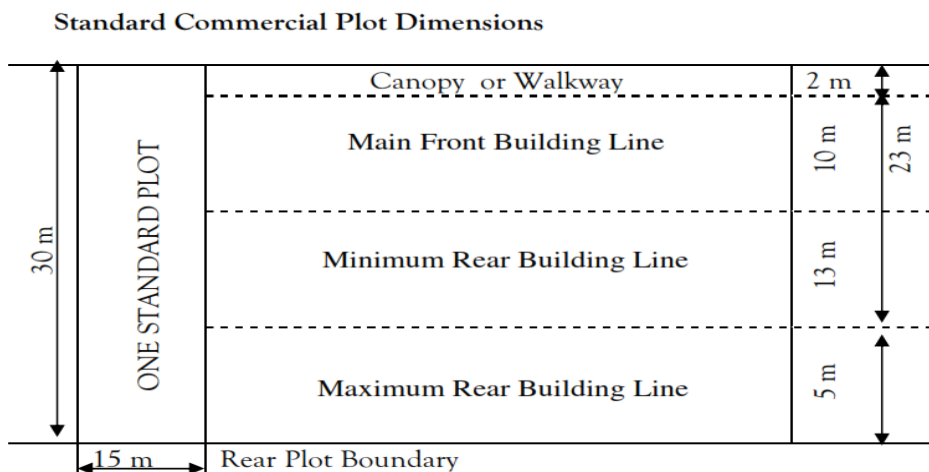 Standard Commercial Plot Dimensions
Canopy or Walkway
2 m
Main Front Building Line
10 m
23 m
ONE STANDARD PLOT
30 m
Minimum Rear Building Line
13 m
Maximum Rear Building Line
5 m
15 m
Rear Plot Boundary